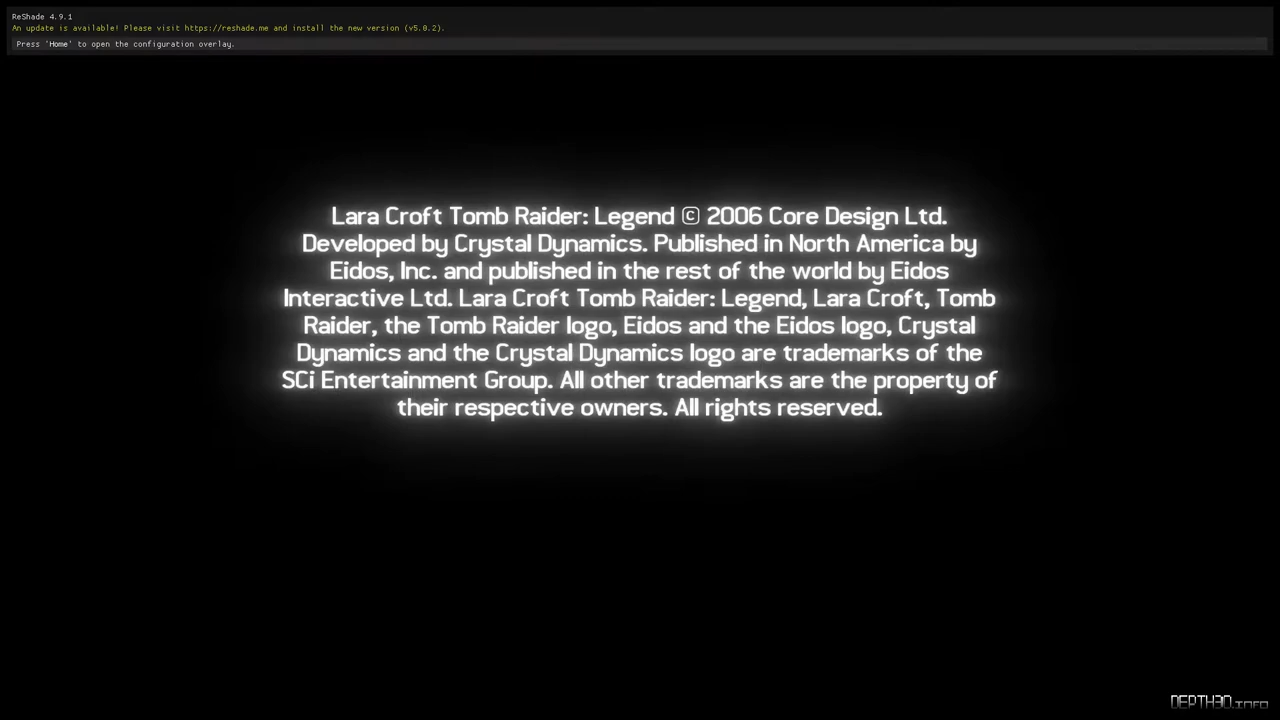 ReShade 4.9.1
An update is available! Please visit https://reshade.me and install the new version (v5.0.2).
Press 'Home' to open the configuration overlay.
Lara Croft Tomb Raider: Legend © 2006 Core Design Ltd.
Developed by Crystal Dynamics. Published in North America by
Eidos, Inc. and published in the rest of the world by Eidos
Interactive Ltd. Lara Croft Tomb Raider: Legend, Lara Croft, Tomb
Raider, the Tomb Raider logo, Eidos and the Eidos logo, Crystal
Dynamics and the Crystal Dynamics logo are trademarks of the
SCi Entertainment Group. All other trademarks are the property of
their respective owners. All rights reserved.
DEPTH3D.INFO